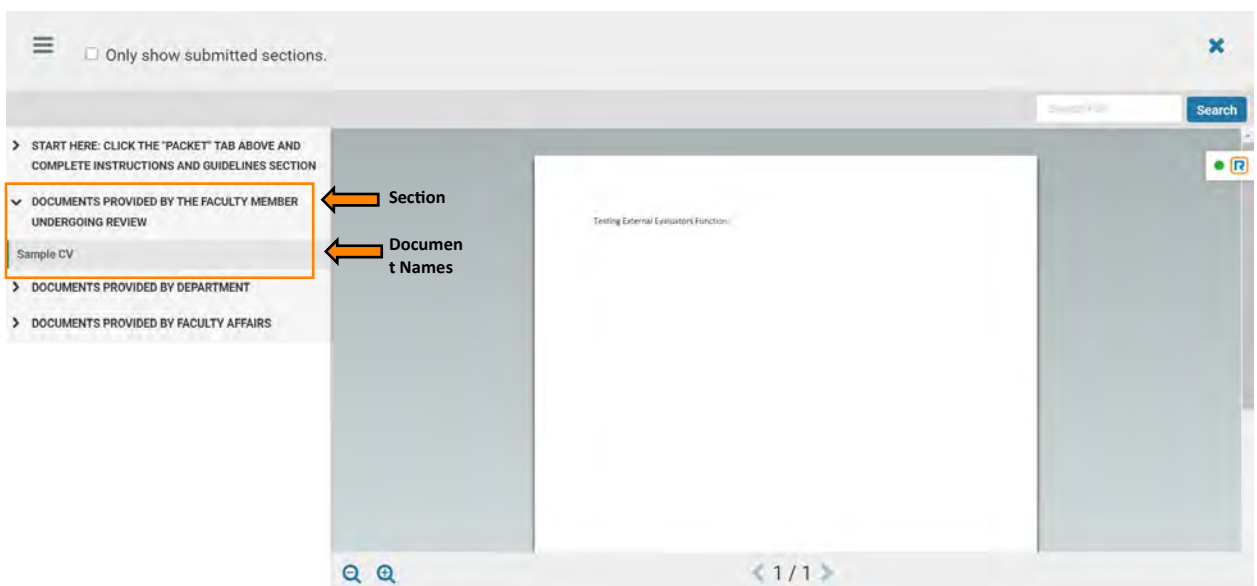 Only show submitted sections.
Search
START HERE: CLICK THE "PACKET" TAB ABOVE AND
COMPLETE INSTRUCTIONS AND GUIDELINES SECTION
DOCUMENTS PROVIDED BY THE FACULTY MEMBER
UNDERGOING REVIEW
Sample CV
DOCUMENTS PROVIDED BY DEPARTMENT
DOCUMENTS PROVIDED BY FACULTY AFFAIRS
Section
Documen
t Names
Testing External Evaluators Function
R
1 / 1